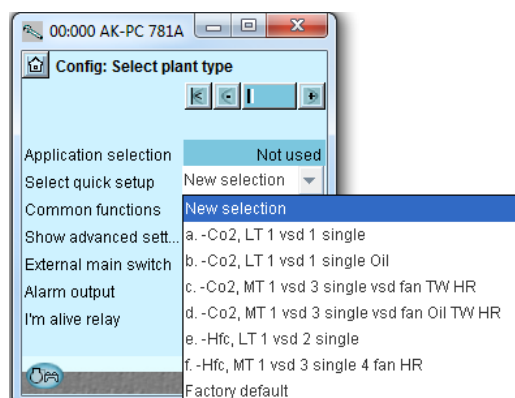 00:000 AK-PC 781A
Config: Select plant type
Application selection Not used
Select quick setup New selection
Common functions New selection
Show advanced sett... a. -Co2, LT 1 vsd 1 single
b. -Co2, LT 1 vsd 1 single Oil
External main switch c. -Co2, MT 1 vsd 3 single vsd fan TW HR
Alarm output d. -Co2, MT 1 vsd 3 single vsd fan Oil TW HR
I'm alive relay e. -Hfc, LT 1 vsd 2 single
f. -Hfc, MT 1 vsd 3 single 4 fan HR
Factory default